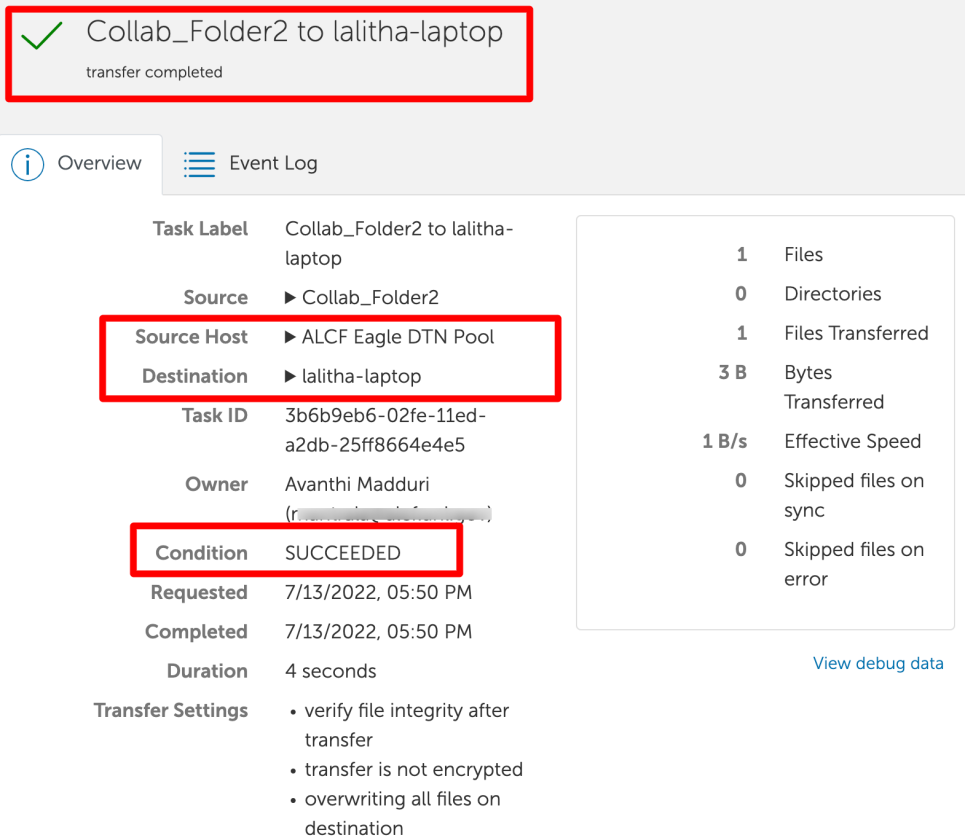 Collab_Folder2 to lalitha-laptop
transfer completed
Overview
Event Log
Task Label
Collab_Folder2 to lalitha-
laptop
Source
▶ Collab_Folder2
Source Host
▶ ALCF Eagle DTN Pool
Destination
▶ lalitha-laptop
Task ID
3b6b9eb6-02fe-11ed-
a2db-25ff8664e4e5
Owner
Avanthi Madduri
Condition
SUCCEEDED
Requested
7/13/2022, 05:50 PM
Completed
7/13/2022, 05:50 PM
Duration
4 seconds
Transfer Settings
• verify file integrity after
transfer
• transfer is not encrypted
• overwriting all files on
destination
1 Files
0 Directories
1 Files Transferred
3 B Bytes
Transferred
1 B/s Effective Speed
0 Skipped files on
sync
0 Skipped files on
error
View debug data